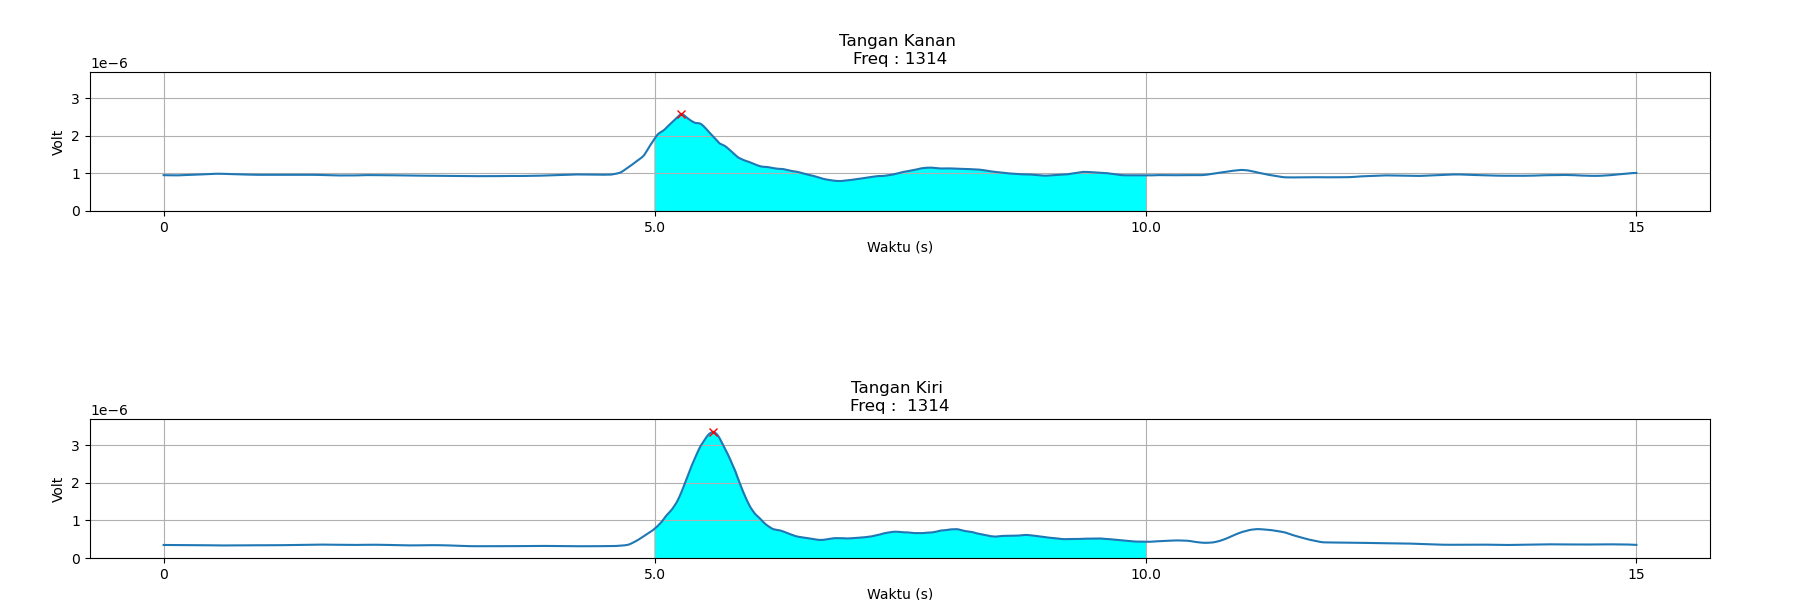 Tangan Kanan
Freq : 1314
1e−6
3
2
1
0
Volt
0 5.0 10.0 15
Waktu (s)
Tangan Kiri
Freq :  1314
1e−6
3
2
1
0
Volt
0 5.0 10.0 15
Waktu (s)